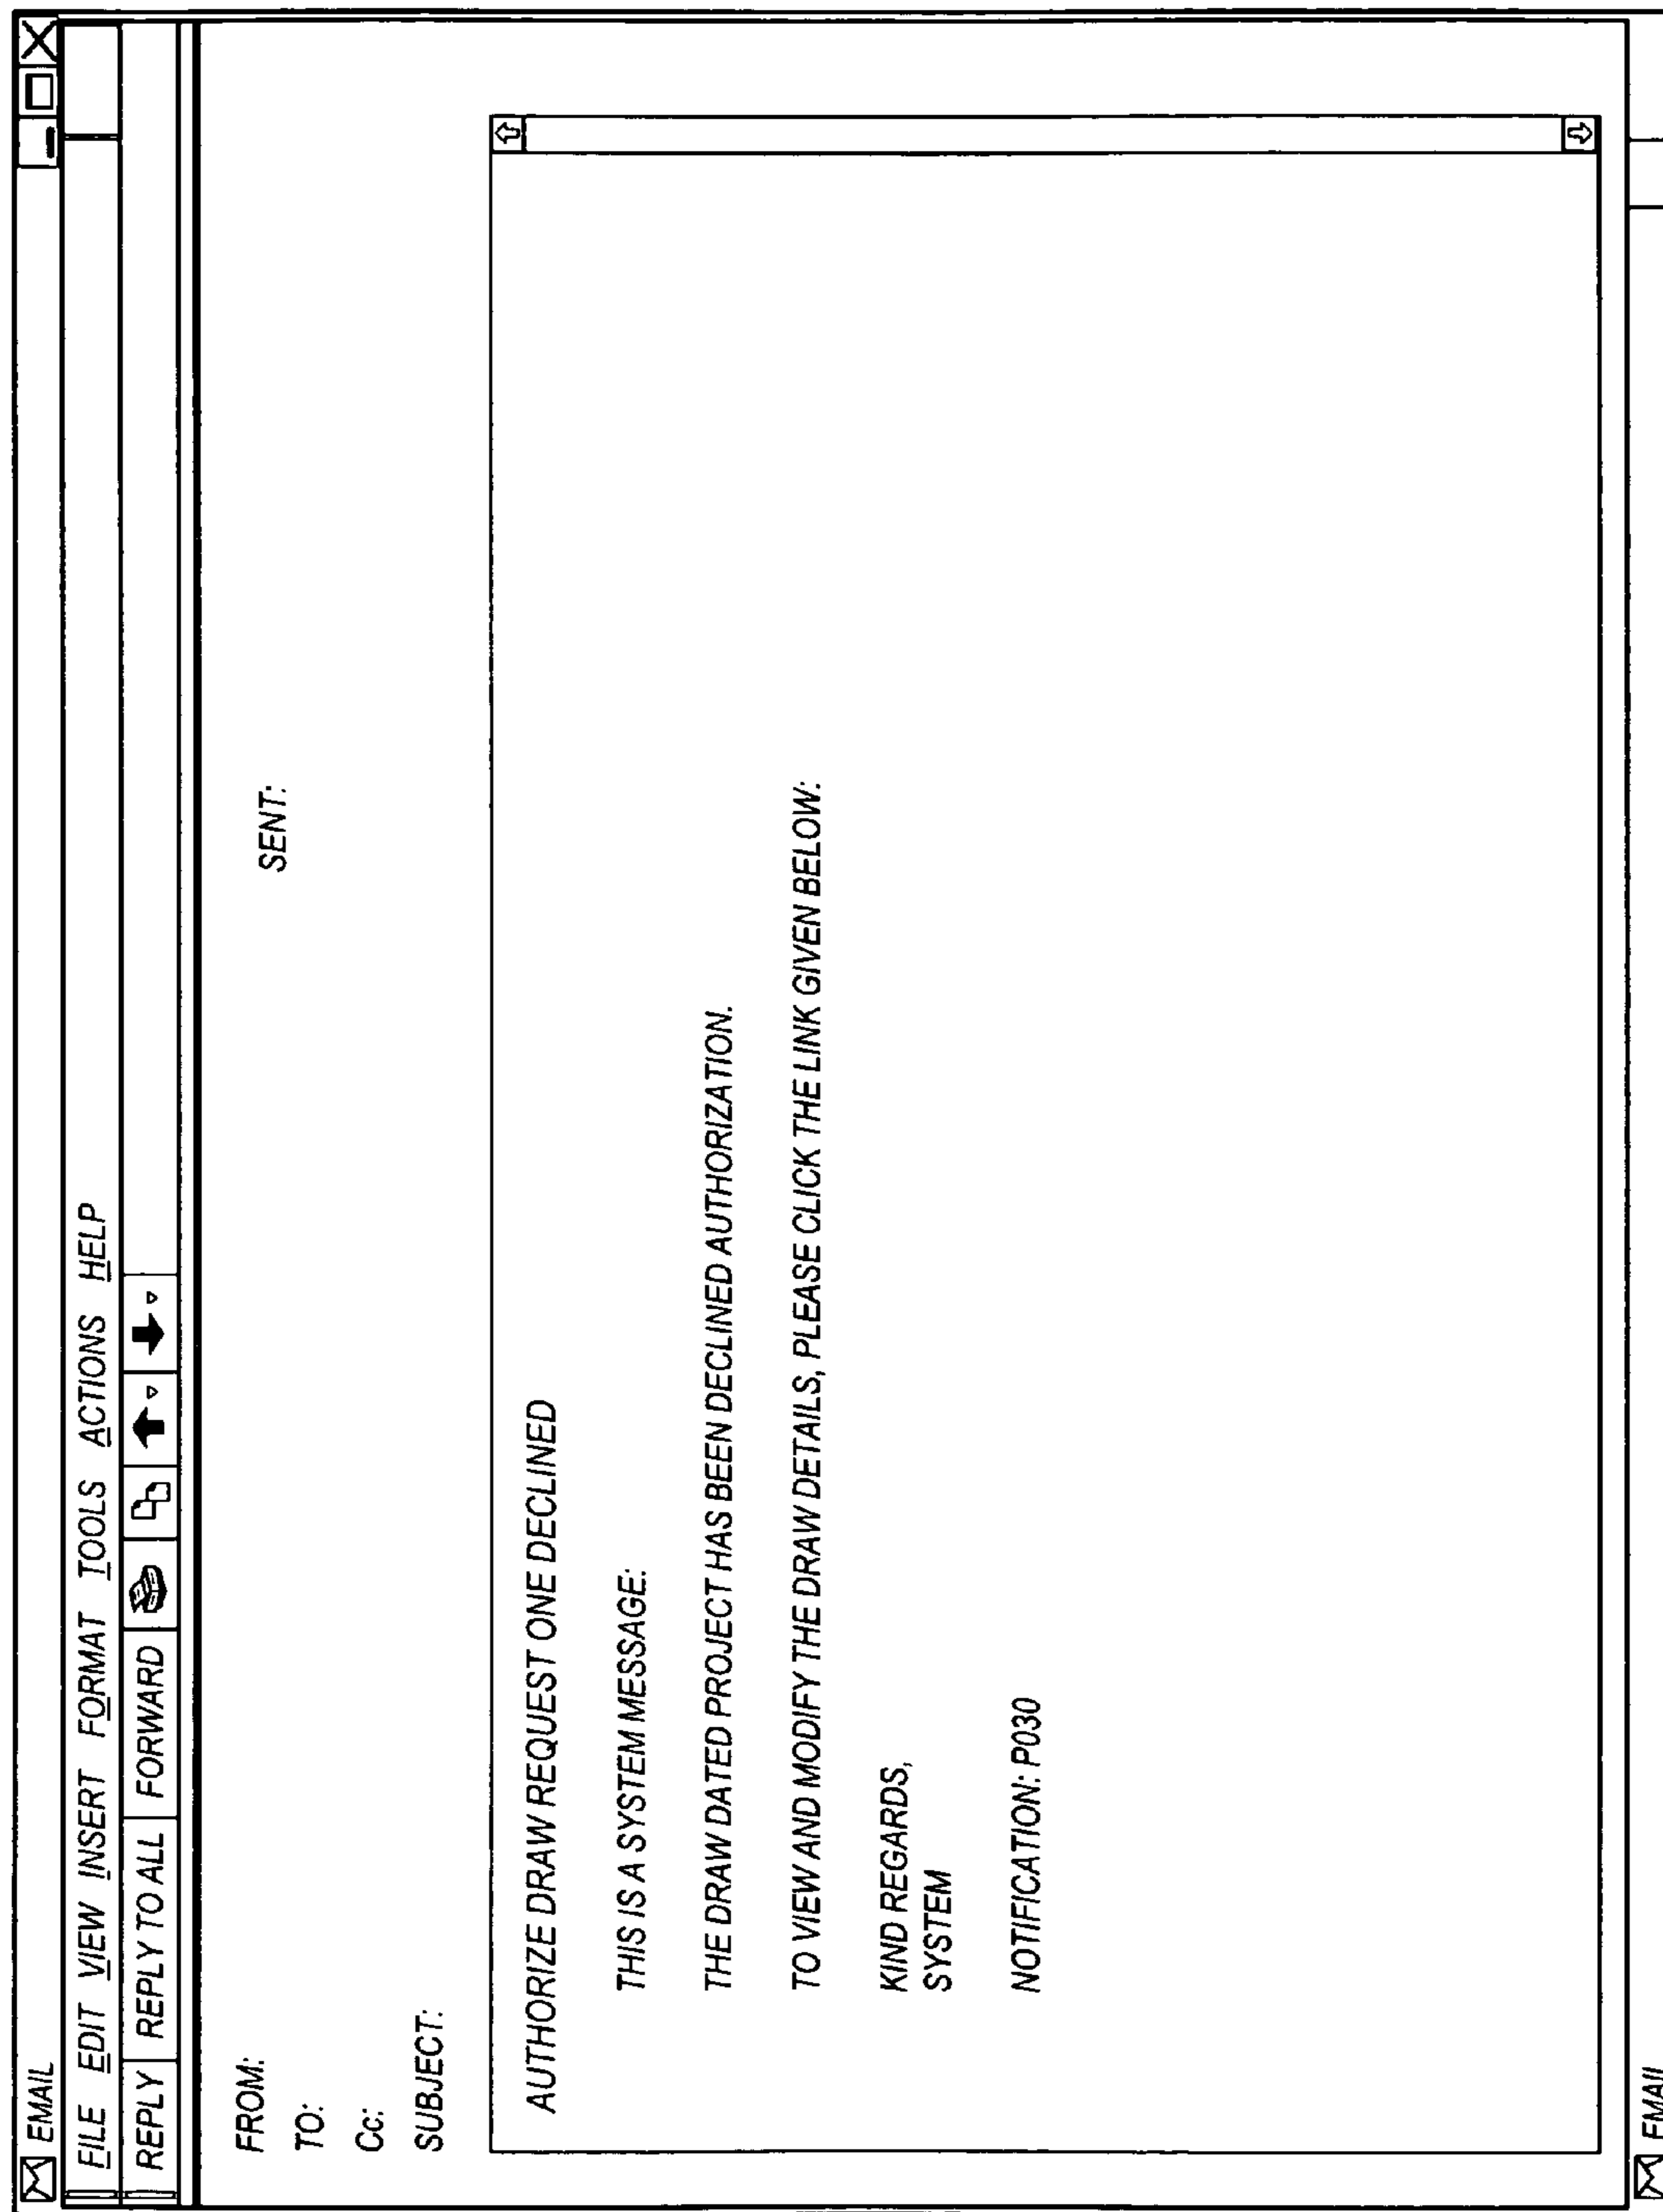 EMAIL
FILE EDIT VIEW INSERT FORMAT TOOLS ACTIONS HELP
REPLY REPLY TO ALL FORWARD
FROM: SENT:
TO:
Cc:
SUBJECT:
AUTHORIZE DRAW REQUEST ONE DECLINED
THIS IS A SYSTEM MESSAGE:
THE DRAW DATED PROJECT HAS BEEN DECLINED AUTHORIZATION.
TO VIEW AND MODIFY THE DRAW DETAILS, PLEASE CLICK THE LINK GIVEN BELOW:
KIND REGARDS,
SYSTEM
NOTIFICATION: P030
EMAIL